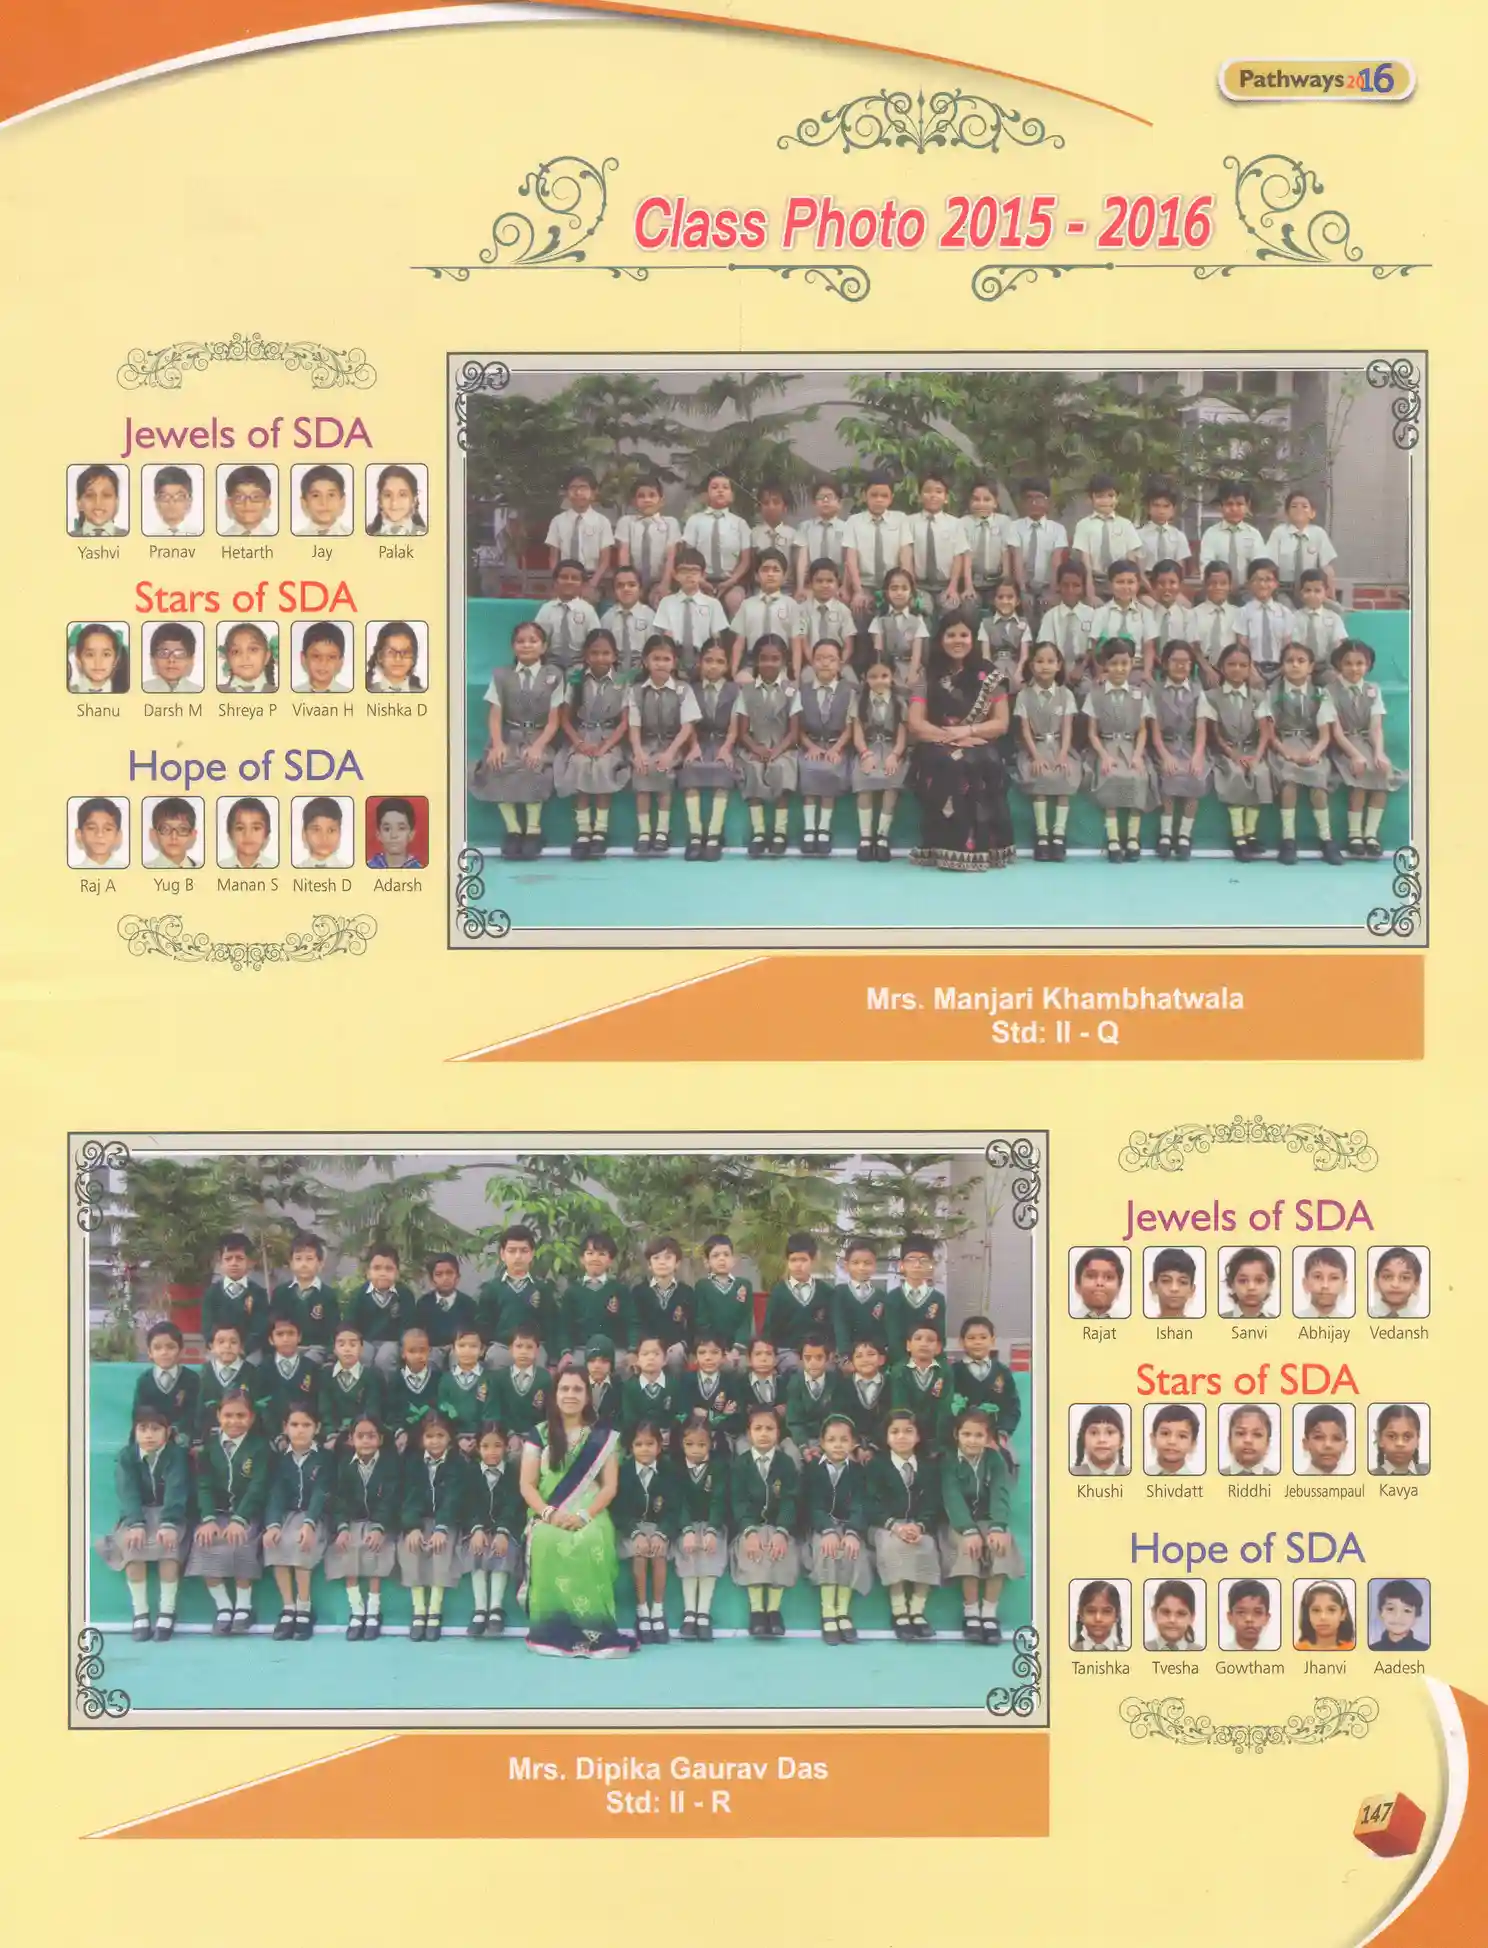 Pathways 2016
Class Photo 2015 - 2016
Jewels of SDA
Yashvi Pranav Hetarth Jay Palak
Stars of SDA
Shanu Darsh M Shreya P Vivaan H Nishka D
Hope of SDA
Raj A Yug B Manan S Nitesh D Adarsh
Mrs. Manjari Khambhatwala
Std: II - Q
Jewels of SDA
Rajat Ishan Sanvi Abhijay Vedansh
Stars of SDA
Khushi Shivdatt Riddhi Jebussampaul Kavya
Hope of SDA
Tanishka Tvesha Gowtham Jhanvi Aadesh
Mrs. Dipika Gaurav Das
Std: II - R
147